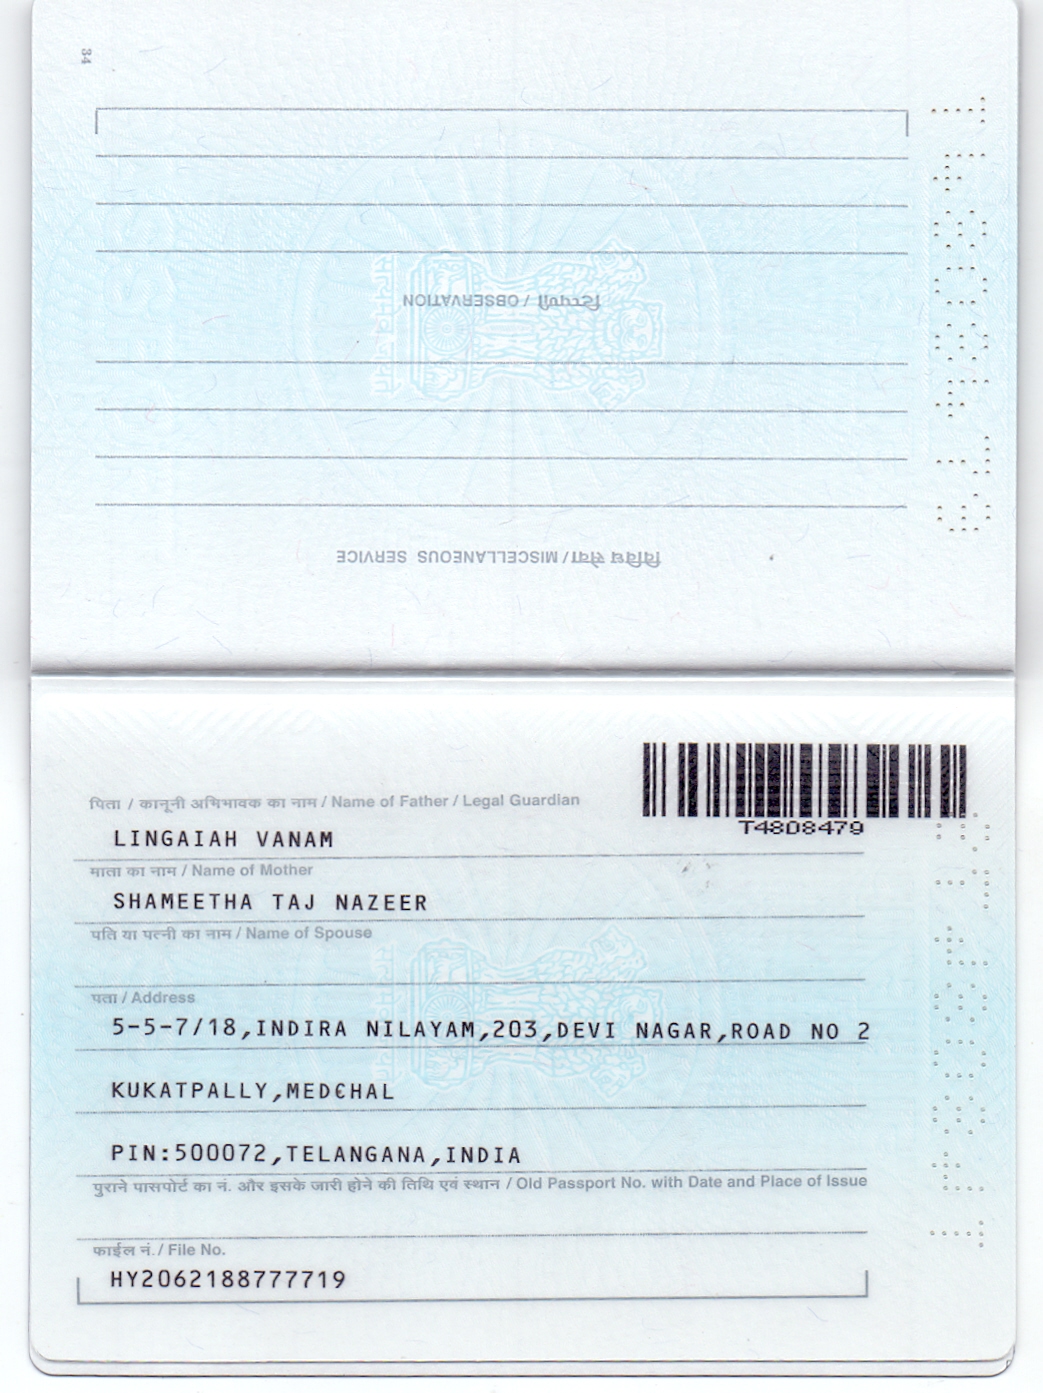 34
टिप्पणी / OBSERVATION
विविध सेवा / MISCELLANEOUS SERVICE
T4808479
पिता / कानूनी अभिभावक का नाम / Name of Father / Legal Guardian
LINGAIAH VANAM
माता का नाम / Name of Mother
SHAMEETHA TAJ NAZEER
पति या पत्नी का नाम / Name of Spouse
पता / Address
5-5-7/18,INDIRA NILAYAM,203,DEVI NAGAR,ROAD NO 2
KUKATPALLY,MEDCHAL
PIN:500072,TELANGANA,INDIA
पुराने पासपोर्ट का नं. और इसके जारी होने की तिथि एवं स्थान / Old Passport No. with Date and Place of Issue
फाईल नं. / File No.
HY2062188777719